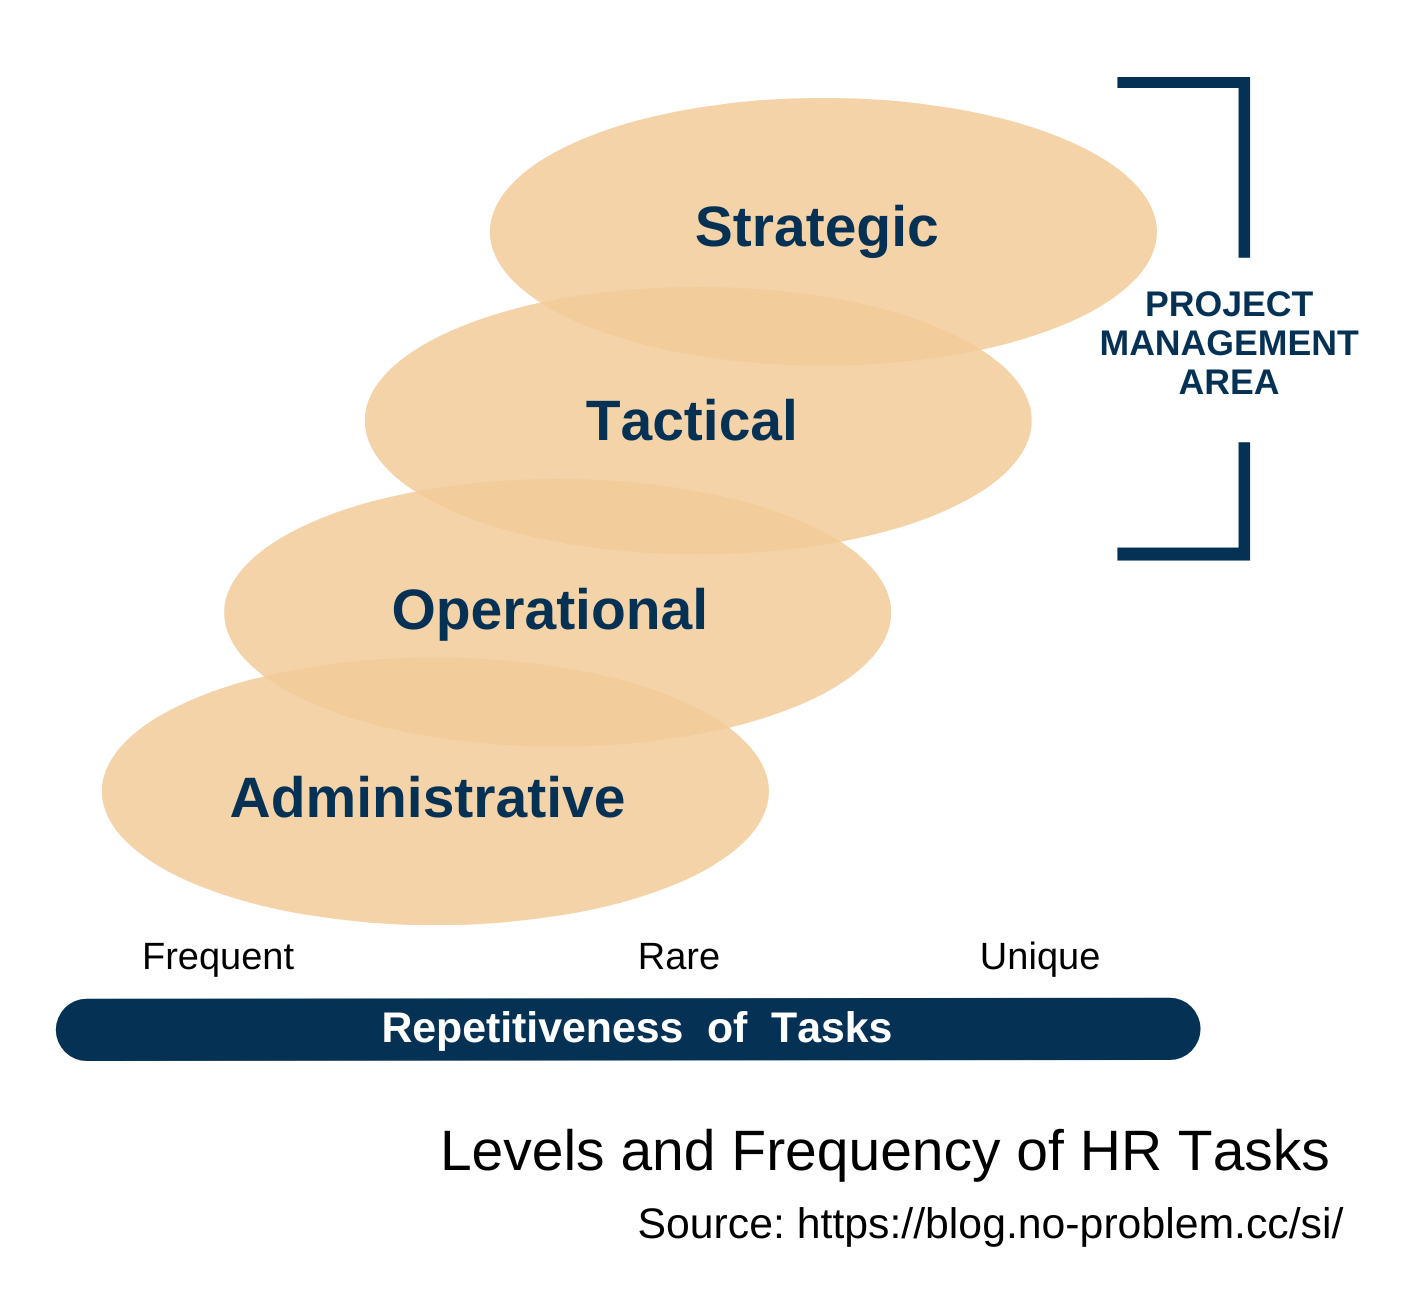 Strategic
PROJECT
MANAGEMENT
AREA
Tactical
Operational
Administrative
Frequent Rare Unique
Repetitiveness of Tasks
Levels and Frequency of HR Tasks
Source: https://blog.no-problem.cc/si/